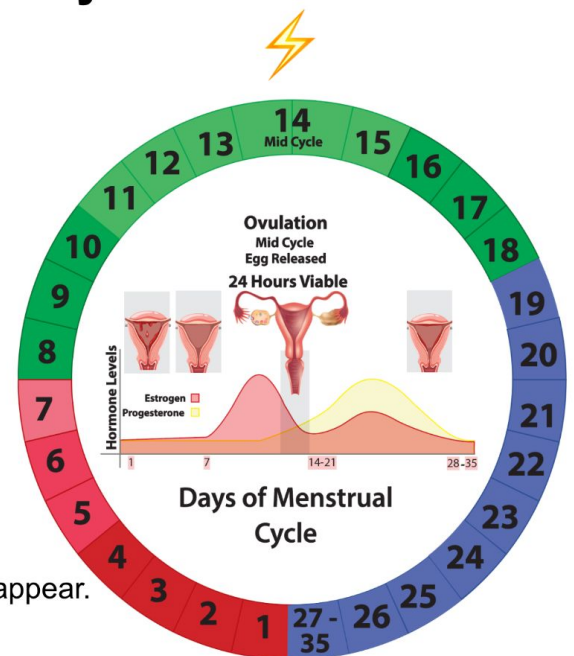 14
Mid Cycle
15
16
17
18
19
20
21
22
23
24
25
26
27 -
35
1
2
3
4
5
6
7
8
9
10
11
12
13
Ovulation
Mid Cycle
Egg Released
24 Hours Viable
Hormone Levels
Estrogen
Progesterone
1 7 14-21 28-35
Days of Menstrual
Cycle
appear.